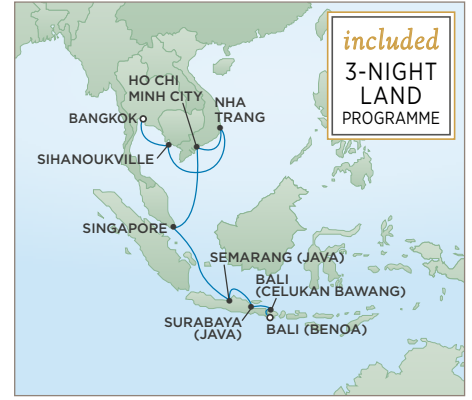 included
3-NIGHT
LAND
PROGRAMME
HO CHI
MINH CITY
NHA
TRANG
BANGKOK
SIHANOUKVILLE
SINGAPORE
SEMARANG (JAVA)
BALI
(CELUKAN BAWANG)
SURABAYA
(JAVA)
BALI (BENOA)